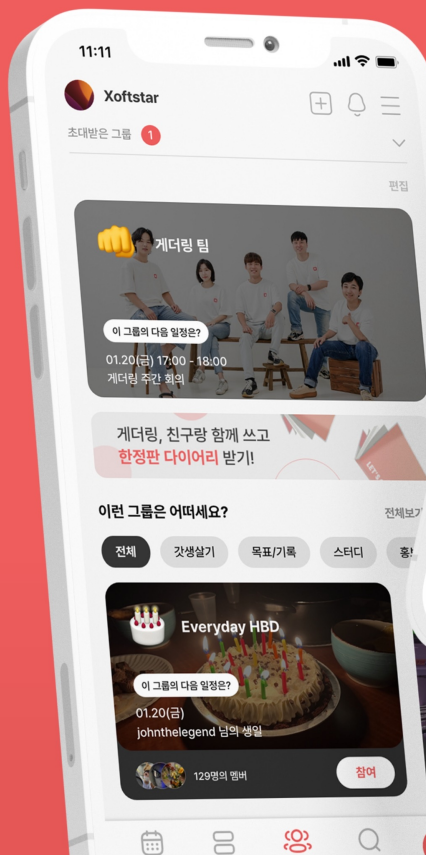 11:11
Xoftstar
초대받은 그룹 1
편집
게더링 팀
이 그룹의 다음 일정은?
01.20(금) 17:00 - 18:00
게더링 주간 회의
게더링, 친구랑 함께 쓰고
한정판 다이어리 받기!
LET'S
이런 그룹은 어떠세요?
전체보기
전체
갓생살기
목표/기록
스터디
Everyday HBD
이 그룹의 다음 일정은?
01.20(금)
johnthelegend 님의 생일
129명의 멤버
참여